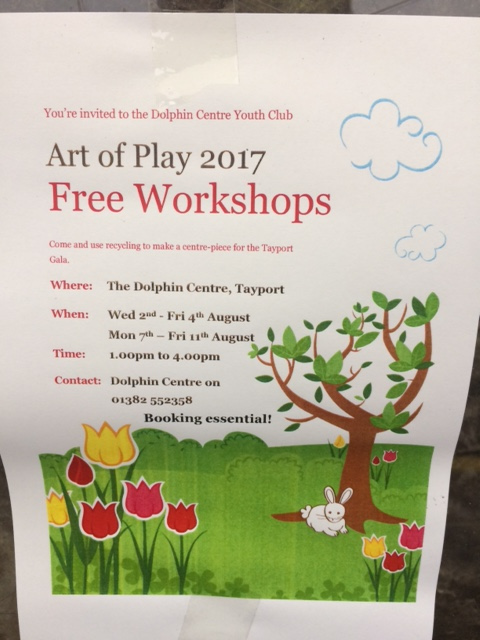 You're invited to the Dolphin Centre Youth Club
Art of Play 2017
Free Workshops
Come and use recycling to make a centre-piece for the Tayport
Gala.
Where: The Dolphin Centre, Tayport
When: Wed 2nd - Fri 4th August
Mon 7th – Fri 11th August
Time: 1.00pm to 4.00pm
Contact: Dolphin Centre on
01382 552358
Booking essential!